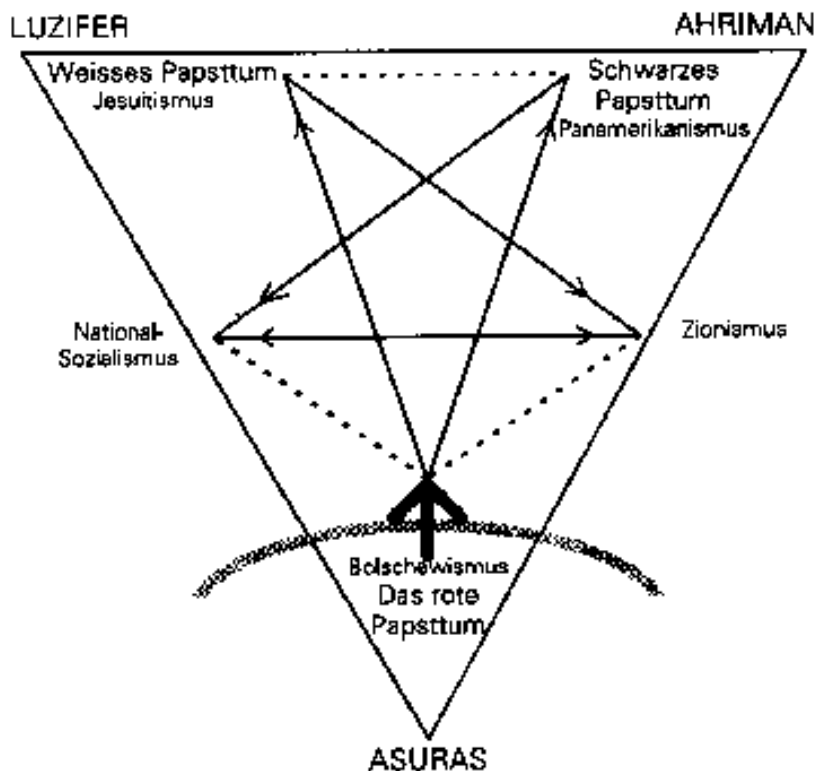 LUZIFER
AHRIMAN
Weisses Papsttum
Jesuitismus
Schwarzes
Papsttum
Panamerikanismus
National-
Sozialismus
Zionismus
Bolschewismus
Das rote
Papsttum
ASURAS